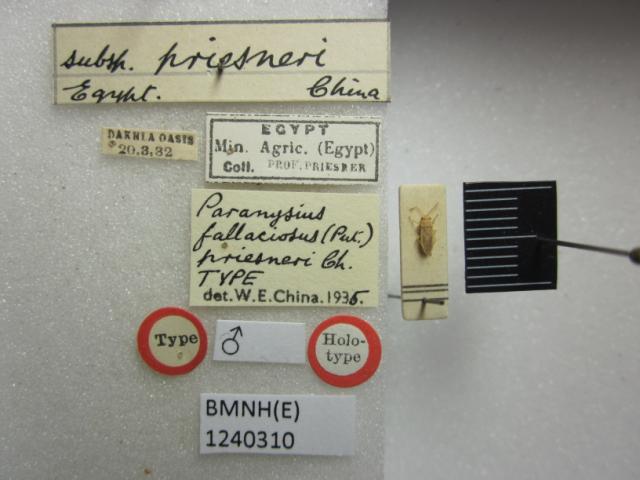 subsp. priesneri
Egypt. China
DAKHLA OASIS
20.3.32
EGYPT
Min. Agric. (Egypt)
Coll. PROF. PRIESNER
Paranysius
fallaciosus (Put.)
priesneri Ch.
TYPE
det. W.E. China. 1935.
Type
♂
Holo-
type
BMNH(E)
1240310